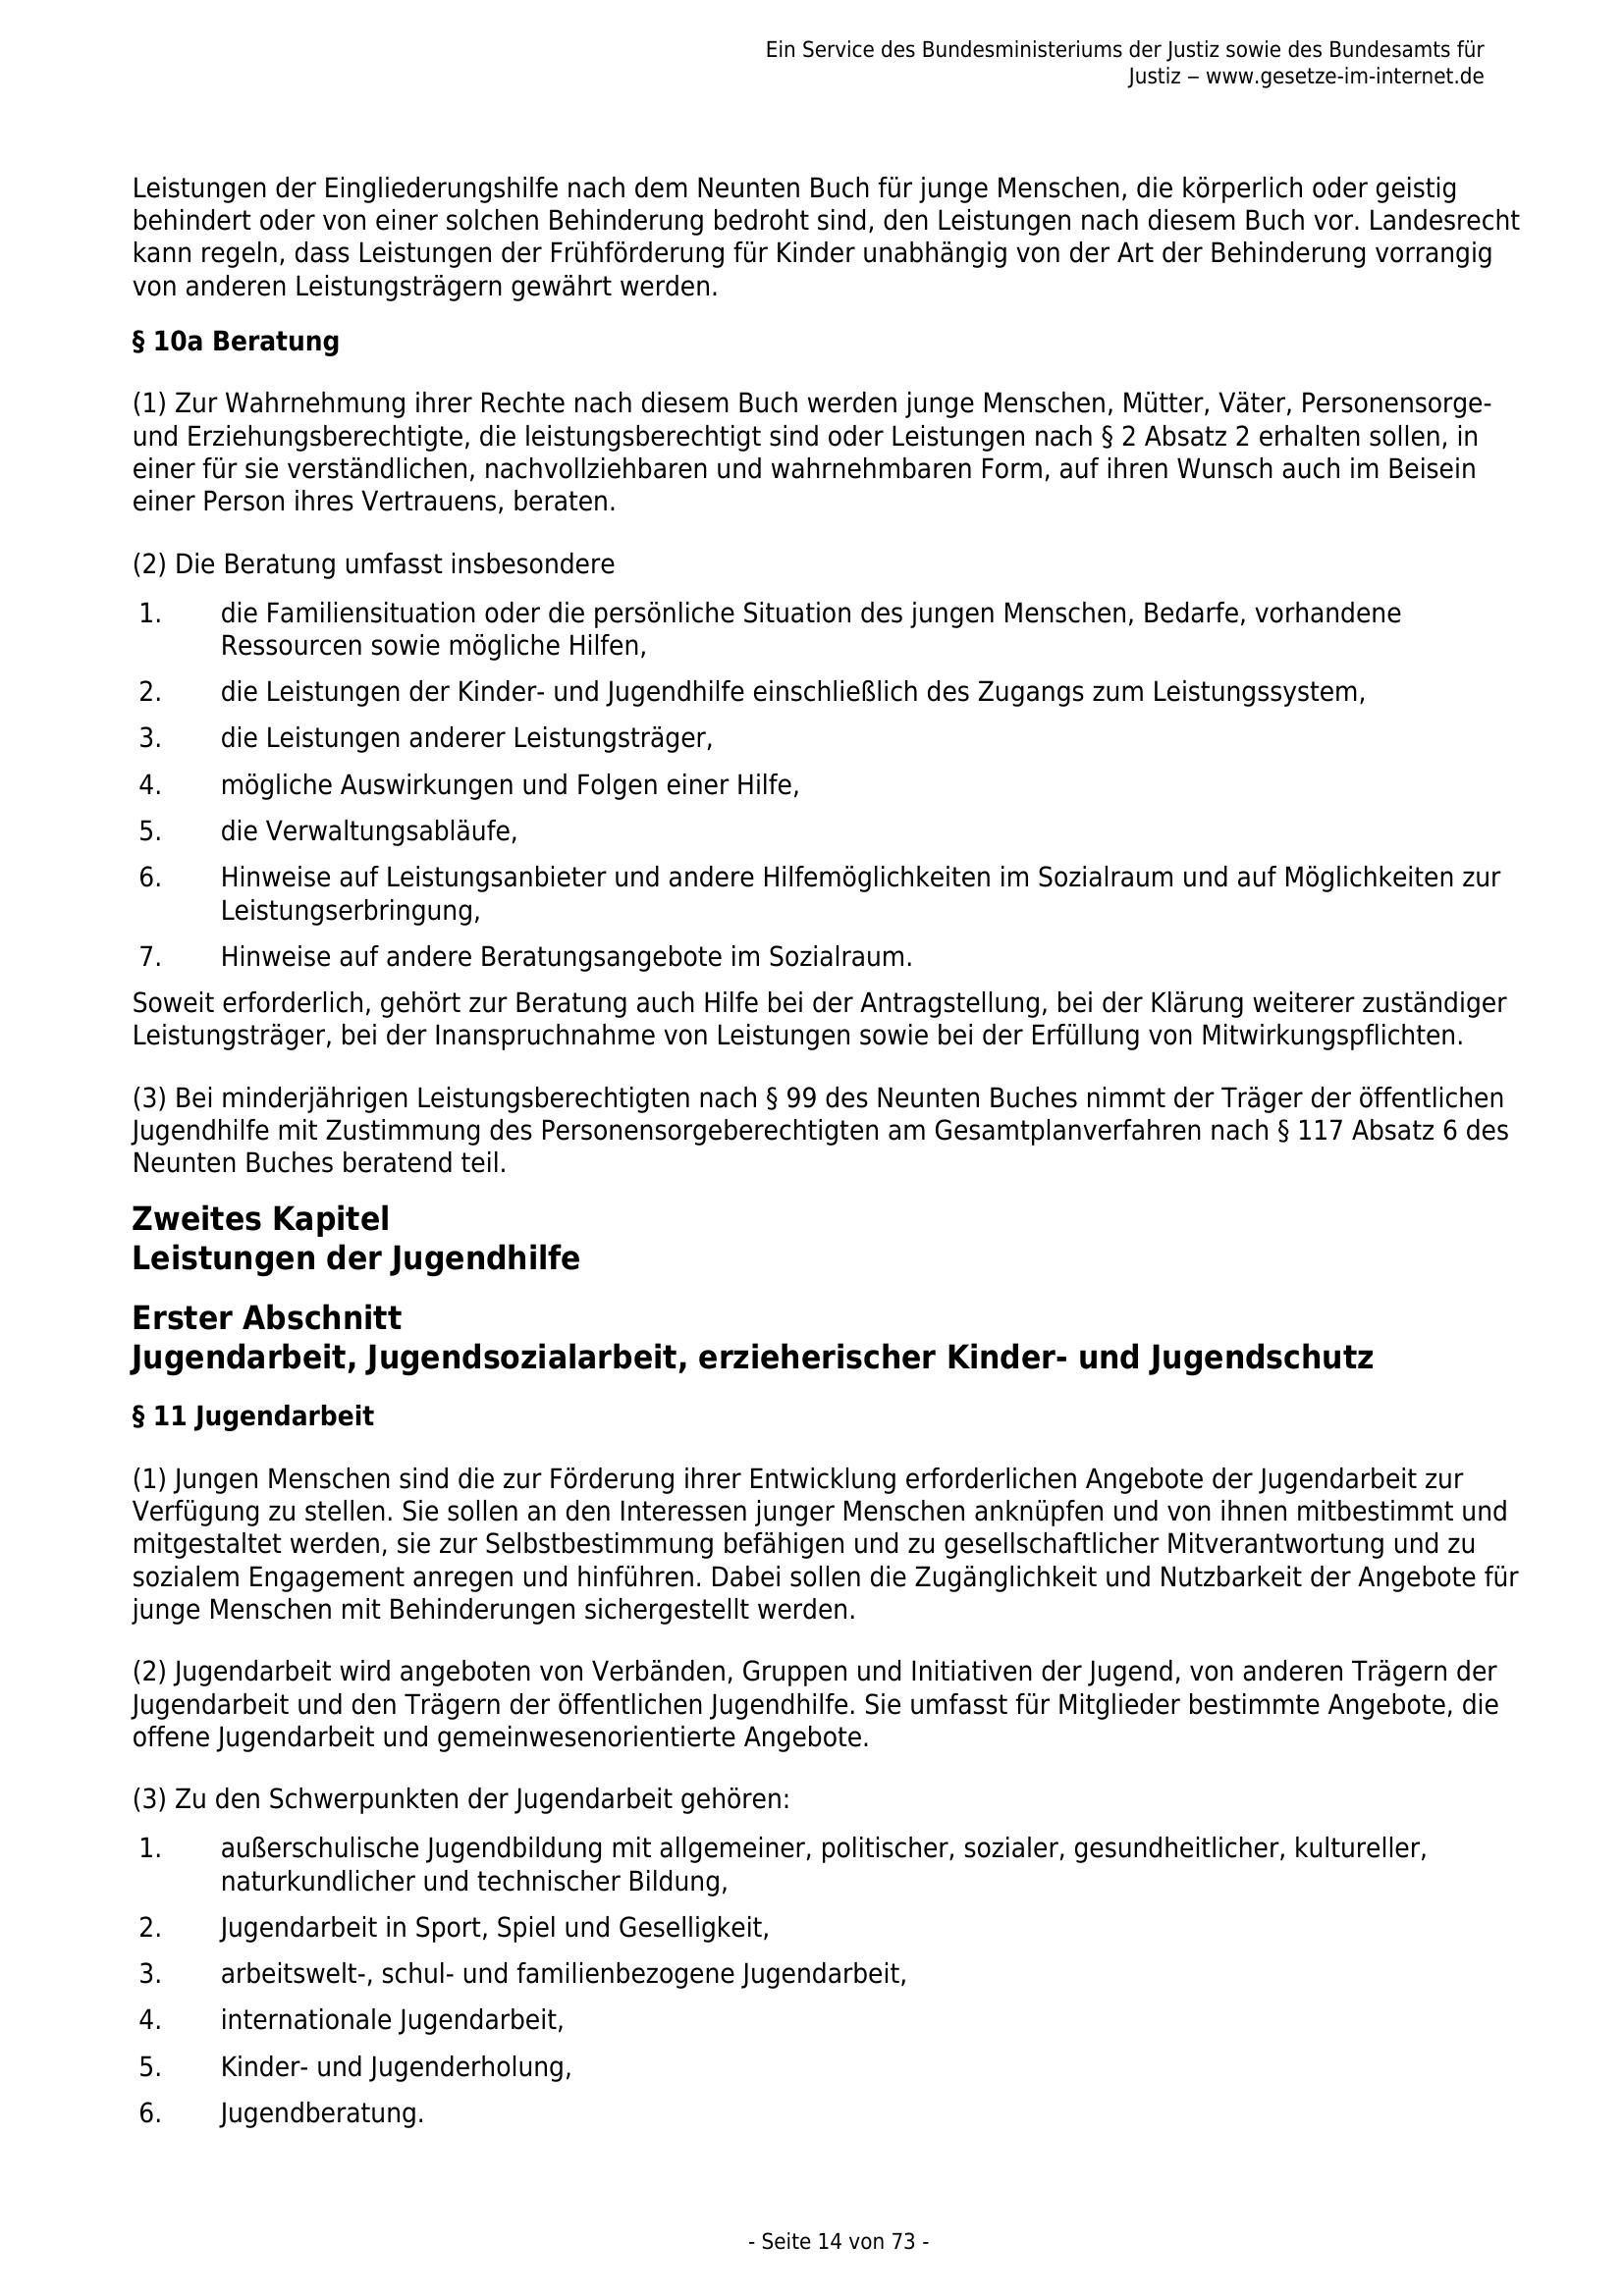 Ein Service des Bundesministeriums der Justiz sowie des Bundesamts für
Justiz ‒ www.gesetze-im-internet.de
Leistungen der Eingliederungshilfe nach dem Neunten Buch für junge Menschen, die körperlich oder geistig
behindert oder von einer solchen Behinderung bedroht sind, den Leistungen nach diesem Buch vor. Landesrecht
kann regeln, dass Leistungen der Frühförderung für Kinder unabhängig von der Art der Behinderung vorrangig
von anderen Leistungsträgern gewährt werden.
§ 10a Beratung
(1) Zur Wahrnehmung ihrer Rechte nach diesem Buch werden junge Menschen, Mütter, Väter, Personensorge-
und Erziehungsberechtigte, die leistungsberechtigt sind oder Leistungen nach § 2 Absatz 2 erhalten sollen, in
einer für sie verständlichen, nachvollziehbaren und wahrnehmbaren Form, auf ihren Wunsch auch im Beisein
einer Person ihres Vertrauens, beraten.
(2) Die Beratung umfasst insbesondere
1. die Familiensituation oder die persönliche Situation des jungen Menschen, Bedarfe, vorhandene
Ressourcen sowie mögliche Hilfen,
2. die Leistungen der Kinder- und Jugendhilfe einschließlich des Zugangs zum Leistungssystem,
3. die Leistungen anderer Leistungsträger,
4. mögliche Auswirkungen und Folgen einer Hilfe,
5. die Verwaltungsabläufe,
6. Hinweise auf Leistungsanbieter und andere Hilfemöglichkeiten im Sozialraum und auf Möglichkeiten zur
Leistungserbringung,
7. Hinweise auf andere Beratungsangebote im Sozialraum.
Soweit erforderlich, gehört zur Beratung auch Hilfe bei der Antragstellung, bei der Klärung weiterer zuständiger
Leistungsträger, bei der Inanspruchnahme von Leistungen sowie bei der Erfüllung von Mitwirkungspflichten.
(3) Bei minderjährigen Leistungsberechtigten nach § 99 des Neunten Buches nimmt der Träger der öffentlichen
Jugendhilfe mit Zustimmung des Personensorgeberechtigten am Gesamtplanverfahren nach § 117 Absatz 6 des
Neunten Buches beratend teil.
Zweites Kapitel
Leistungen der Jugendhilfe
Erster Abschnitt
Jugendarbeit, Jugendsozialarbeit, erzieherischer Kinder- und Jugendschutz
§ 11 Jugendarbeit
(1) Jungen Menschen sind die zur Förderung ihrer Entwicklung erforderlichen Angebote der Jugendarbeit zur
Verfügung zu stellen. Sie sollen an den Interessen junger Menschen anknüpfen und von ihnen mitbestimmt und
mitgestaltet werden, sie zur Selbstbestimmung befähigen und zu gesellschaftlicher Mitverantwortung und zu
sozialem Engagement anregen und hinführen. Dabei sollen die Zugänglichkeit und Nutzbarkeit der Angebote für
junge Menschen mit Behinderungen sichergestellt werden.
(2) Jugendarbeit wird angeboten von Verbänden, Gruppen und Initiativen der Jugend, von anderen Trägern der
Jugendarbeit und den Trägern der öffentlichen Jugendhilfe. Sie umfasst für Mitglieder bestimmte Angebote, die
offene Jugendarbeit und gemeinwesenorientierte Angebote.
(3) Zu den Schwerpunkten der Jugendarbeit gehören:
1. außerschulische Jugendbildung mit allgemeiner, politischer, sozialer, gesundheitlicher, kultureller,
naturkundlicher und technischer Bildung,
2. Jugendarbeit in Sport, Spiel und Geselligkeit,
3. arbeitswelt-, schul- und familienbezogene Jugendarbeit,
4. internationale Jugendarbeit,
5. Kinder- und Jugenderholung,
6. Jugendberatung.
- Seite 14 von 73 -